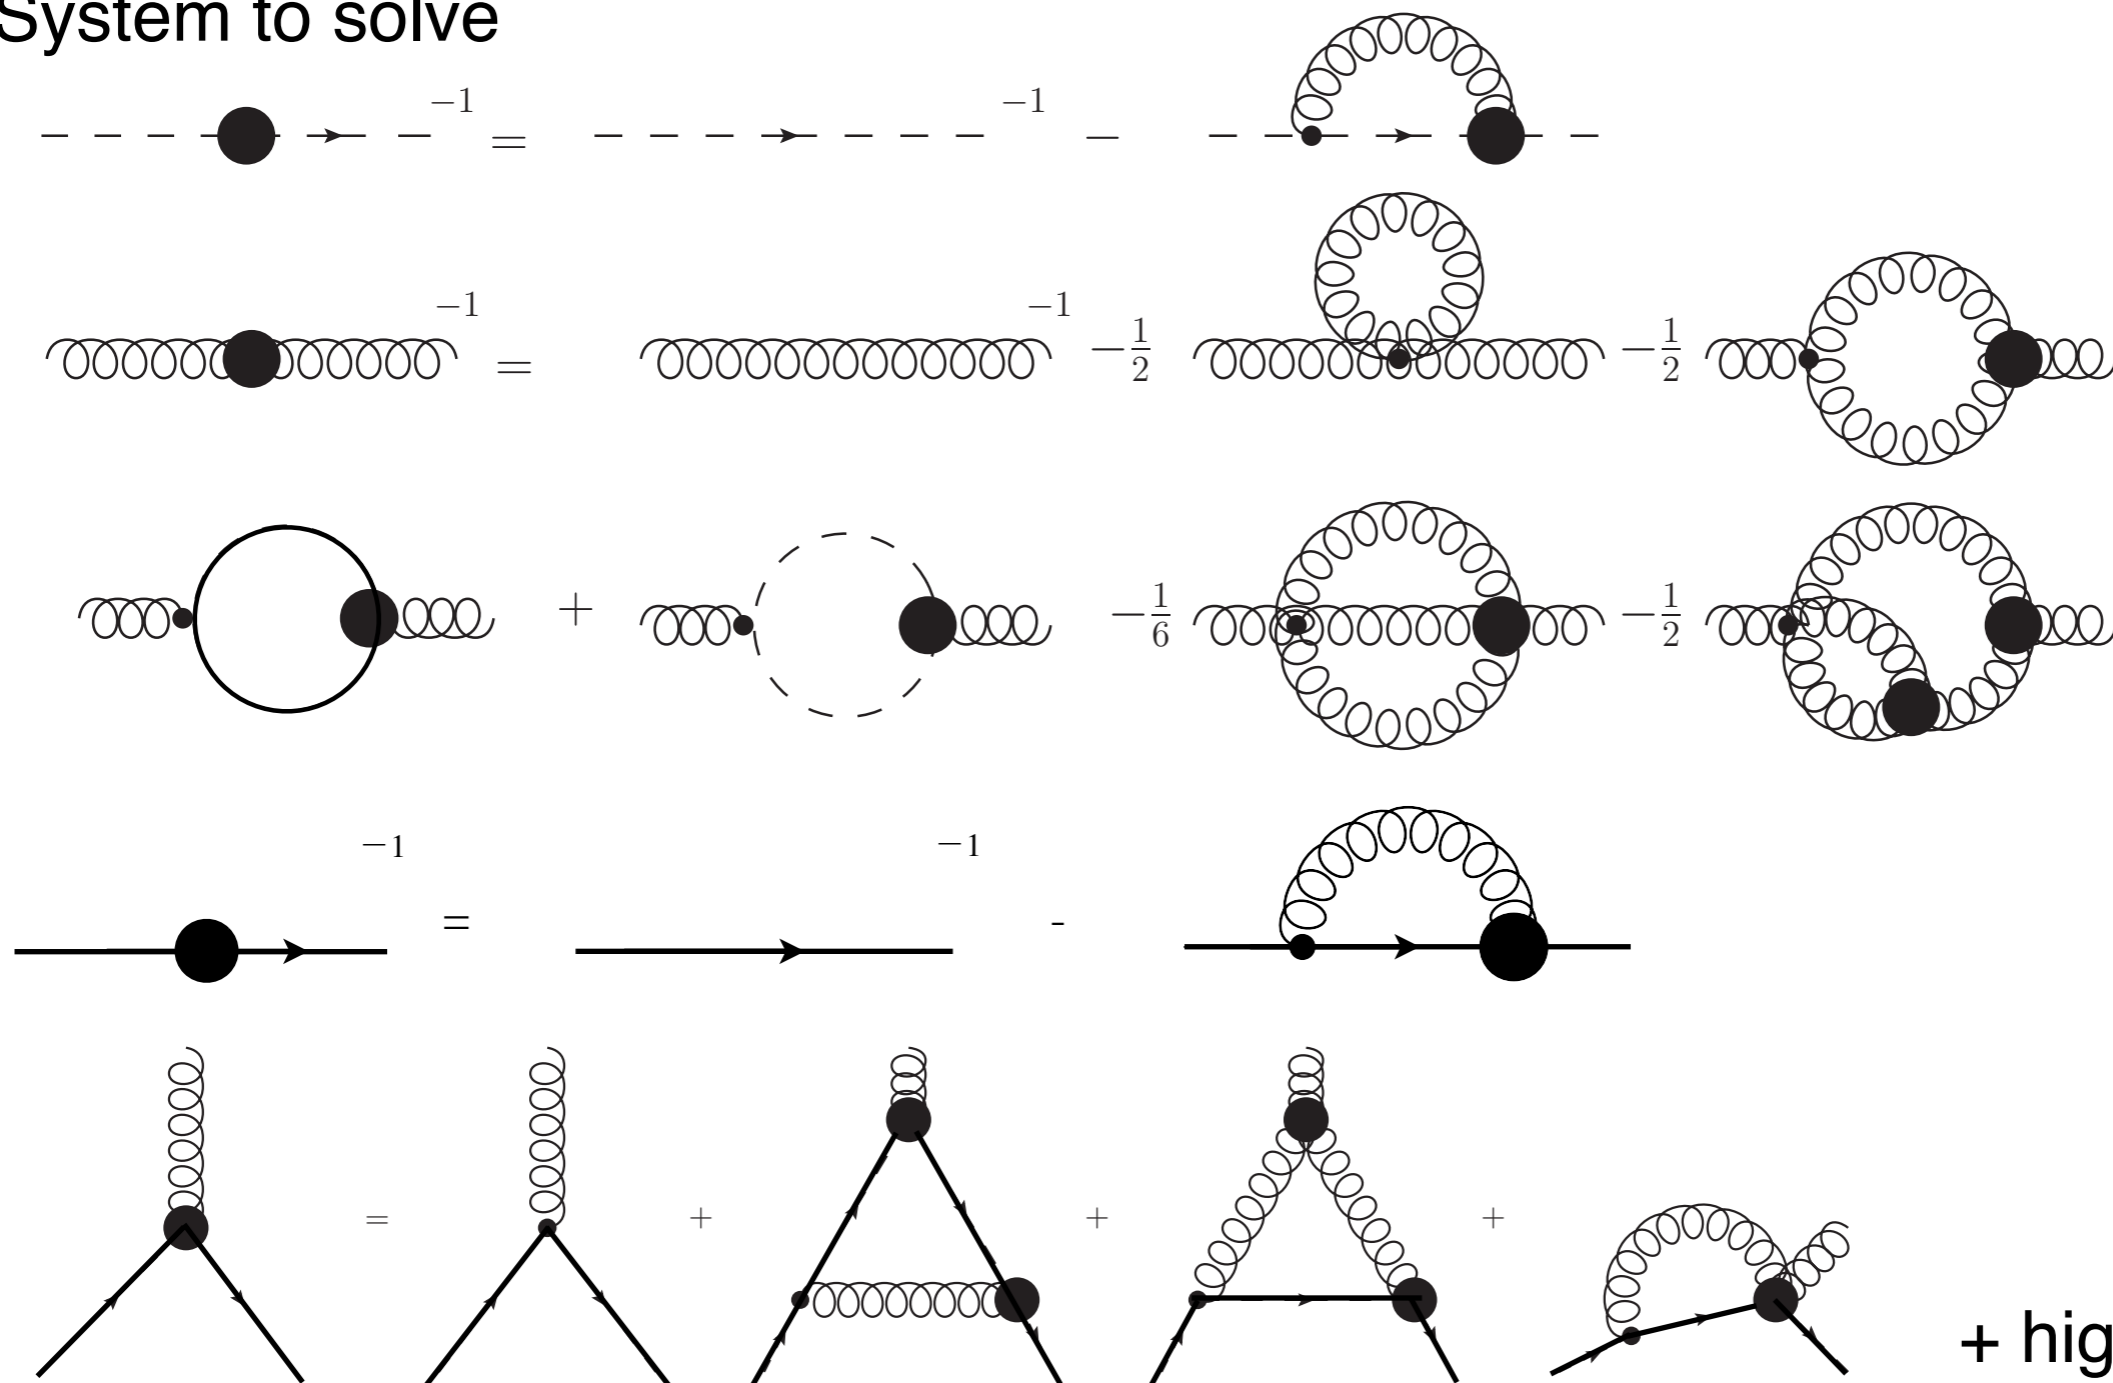 System to solve
−1 = −1 −
−1 = −1 −1/2 −1/2
+ −1/6 −1/2
−1 = −1 -
= + + +
+ hig